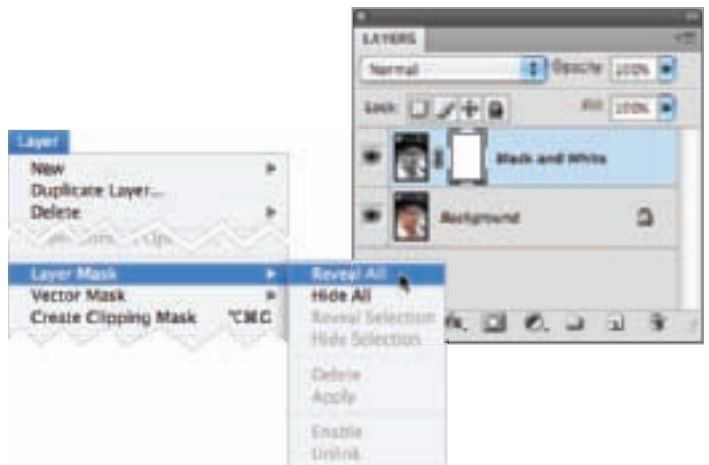 LAYERS
Normal Opacity: 100%
Lock: Fill: 100%
Black and White
Background
Layer
New
Duplicate Layer...
Delete
Layer Mask
Vector Mask
Create Clipping Mask ⌥⌘G
Reveal All
Hide All
Reveal Selection
Hide Selection
Delete
Apply
Enable
Unlink
fx